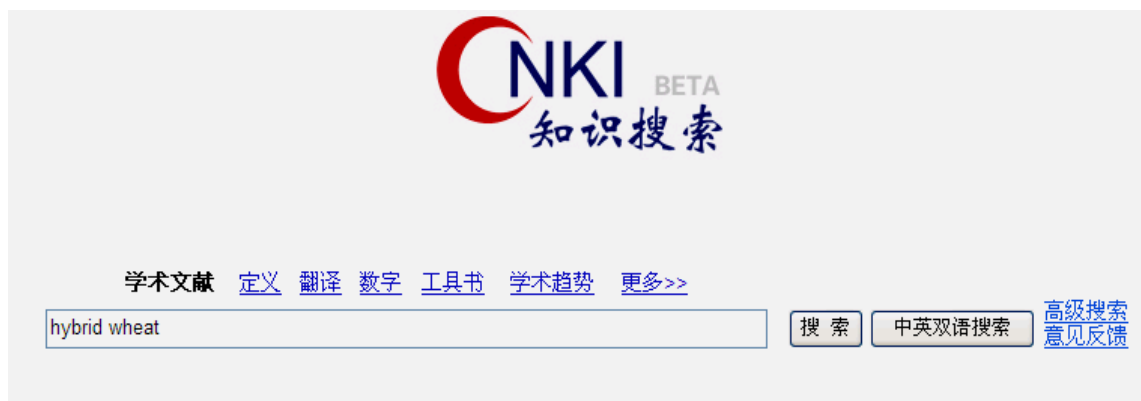 CNKI BETA
知识搜索
学术文献 定义 翻译 数字 工具书 学术趋势 更多>>
hybrid wheat 搜 索 中英双语搜索 高级搜索
意见反馈